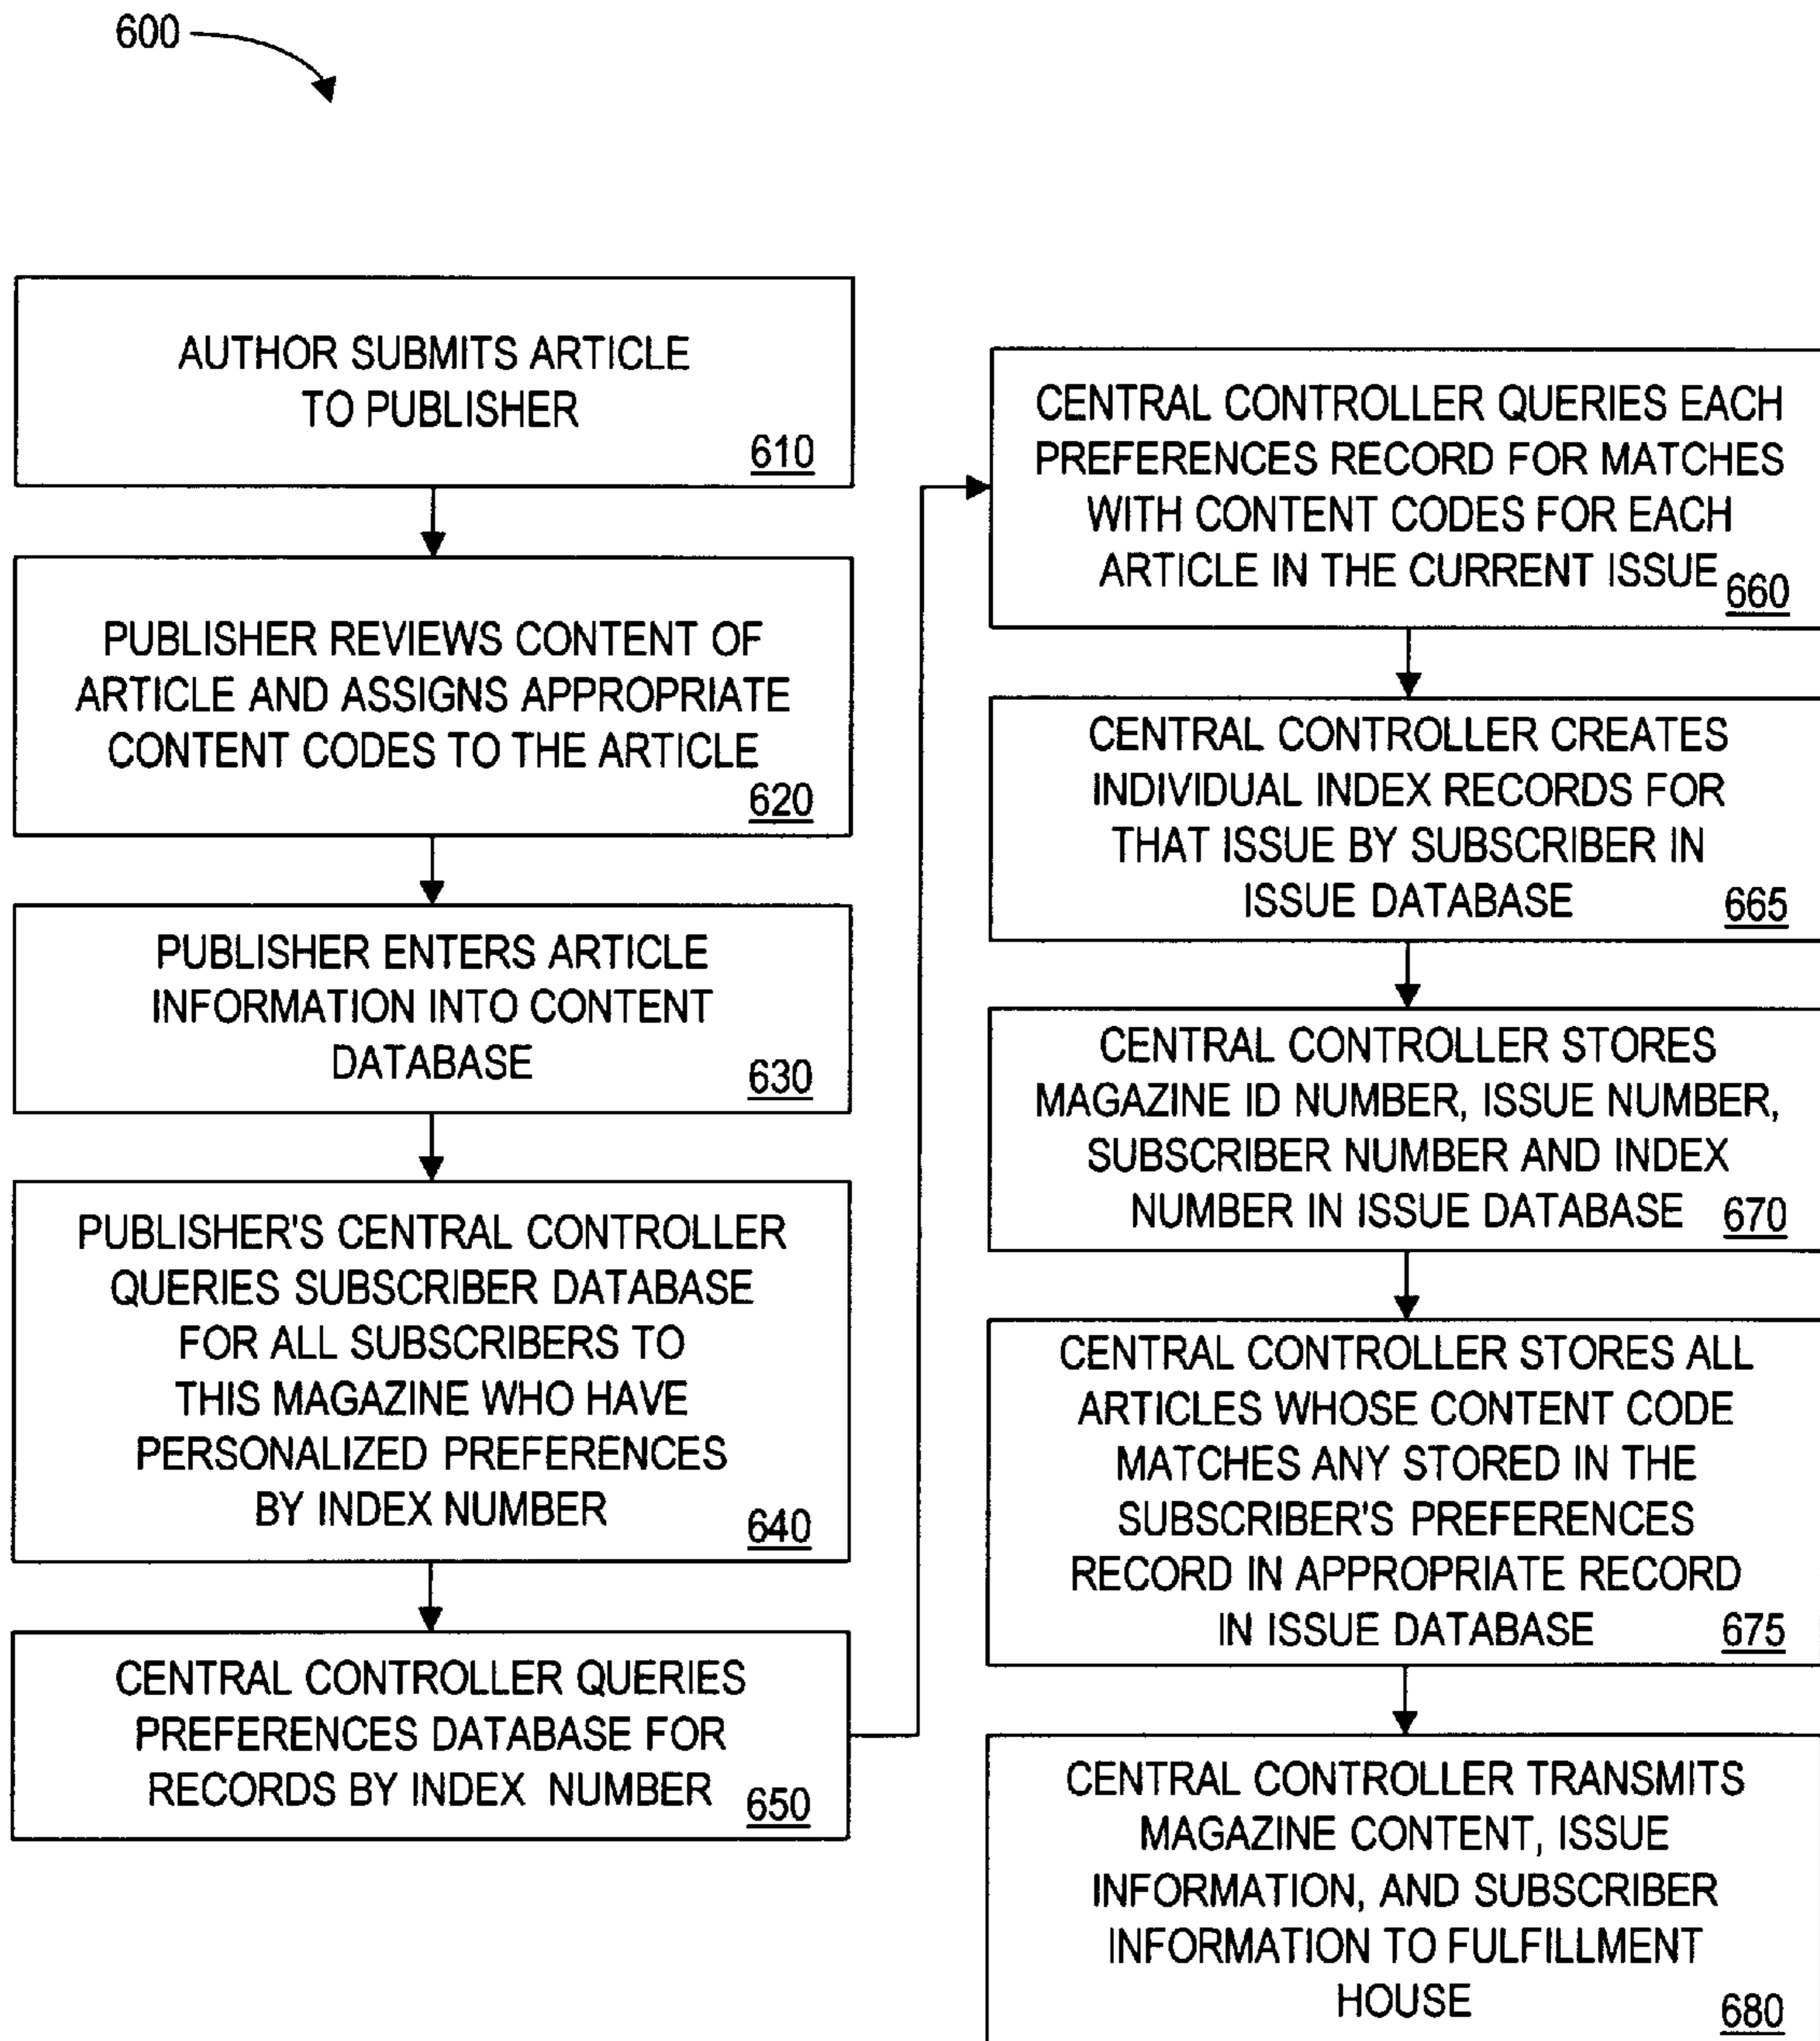 600
AUTHOR SUBMITS ARTICLE
TO PUBLISHER
610
PUBLISHER REVIEWS CONTENT OF
ARTICLE AND ASSIGNS APPROPRIATE
CONTENT CODES TO THE ARTICLE
620
PUBLISHER ENTERS ARTICLE
INFORMATION INTO CONTENT
DATABASE
630
PUBLISHER'S CENTRAL CONTROLLER
QUERIES SUBSCRIBER DATABASE
FOR ALL SUBSCRIBERS TO
THIS MAGAZINE WHO HAVE
PERSONALIZED PREFERENCES
BY INDEX NUMBER
640
CENTRAL CONTROLLER QUERIES
PREFERENCES DATABASE FOR
RECORDS BY INDEX NUMBER
650
CENTRAL CONTROLLER QUERIES EACH
PREFERENCES RECORD FOR MATCHES
WITH CONTENT CODES FOR EACH
ARTICLE IN THE CURRENT ISSUE
660
CENTRAL CONTROLLER CREATES
INDIVIDUAL INDEX RECORDS FOR
THAT ISSUE BY SUBSCRIBER IN
ISSUE DATABASE
665
CENTRAL CONTROLLER STORES
MAGAZINE ID NUMBER, ISSUE NUMBER,
SUBSCRIBER NUMBER AND INDEX
NUMBER IN ISSUE DATABASE
670
CENTRAL CONTROLLER STORES ALL
ARTICLES WHOSE CONTENT CODE
MATCHES ANY STORED IN THE
SUBSCRIBER'S PREFERENCES
RECORD IN APPROPRIATE RECORD
IN ISSUE DATABASE
675
CENTRAL CONTROLLER TRANSMITS
MAGAZINE CONTENT, ISSUE
INFORMATION, AND SUBSCRIBER
INFORMATION TO FULFILLMENT
HOUSE
680